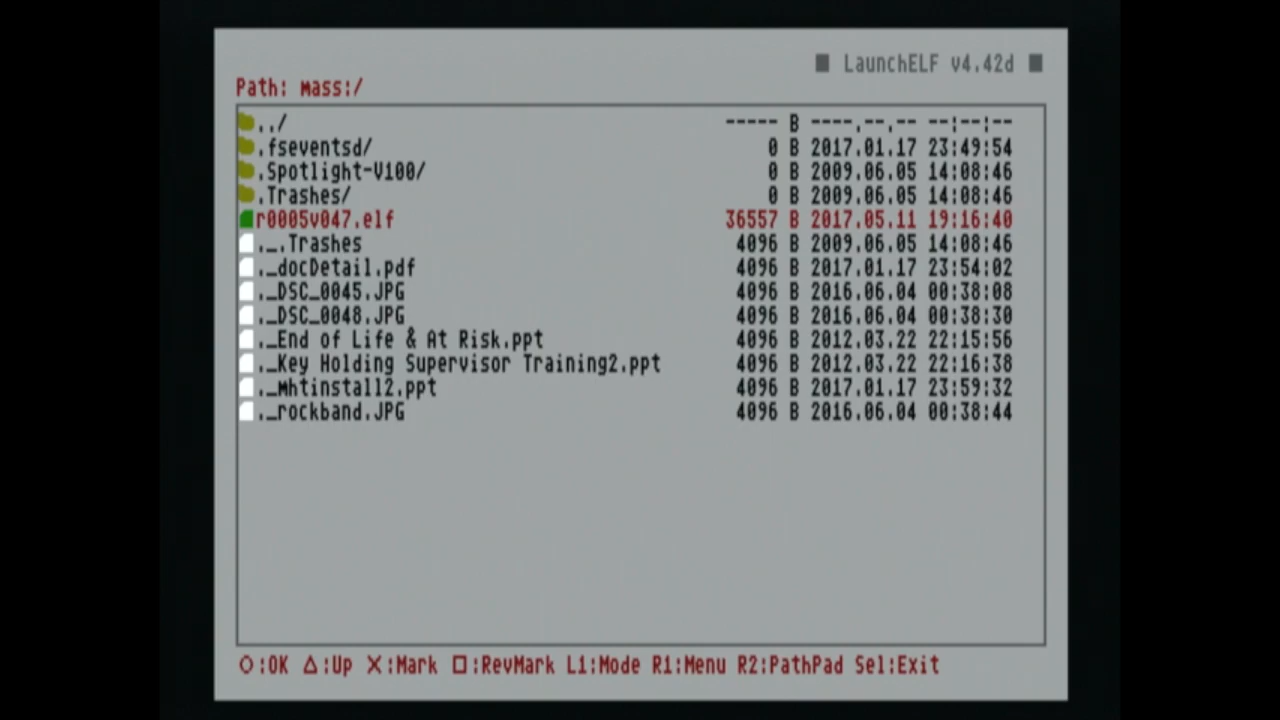 ■ LaunchELF v4.42d ■
Path: mass:/
../ ----- B ----.--.-- --:--:--
.fseventsd/ 0 B 2017.01.17 23:49:54
.Spotlight-V100/ 0 B 2009.06.05 14:08:46
.Trashes/ 0 B 2009.06.05 14:08:46
r0005v047.elf 36557 B 2017.05.11 19:16:40
._.Trashes 4096 B 2009.06.05 14:08:46
._docDetail.pdf 4096 B 2017.01.17 23:54:02
._DSC_0045.JPG 4096 B 2016.06.04 00:38:08
._DSC_0048.JPG 4096 B 2016.06.04 00:38:30
._End of Life & At Risk.ppt 4096 B 2012.03.22 22:15:56
._Key Holding Supervisor Training2.ppt 4096 B 2012.03.22 22:16:38
._mhtinstall2.ppt 4096 B 2017.01.17 23:59:32
._rockband.JPG 4096 B 2016.06.04 00:38:44
○:OK △:Up ✕:Mark □:RevMark L1:Mode R1:Menu R2:PathPad Sel:Exit